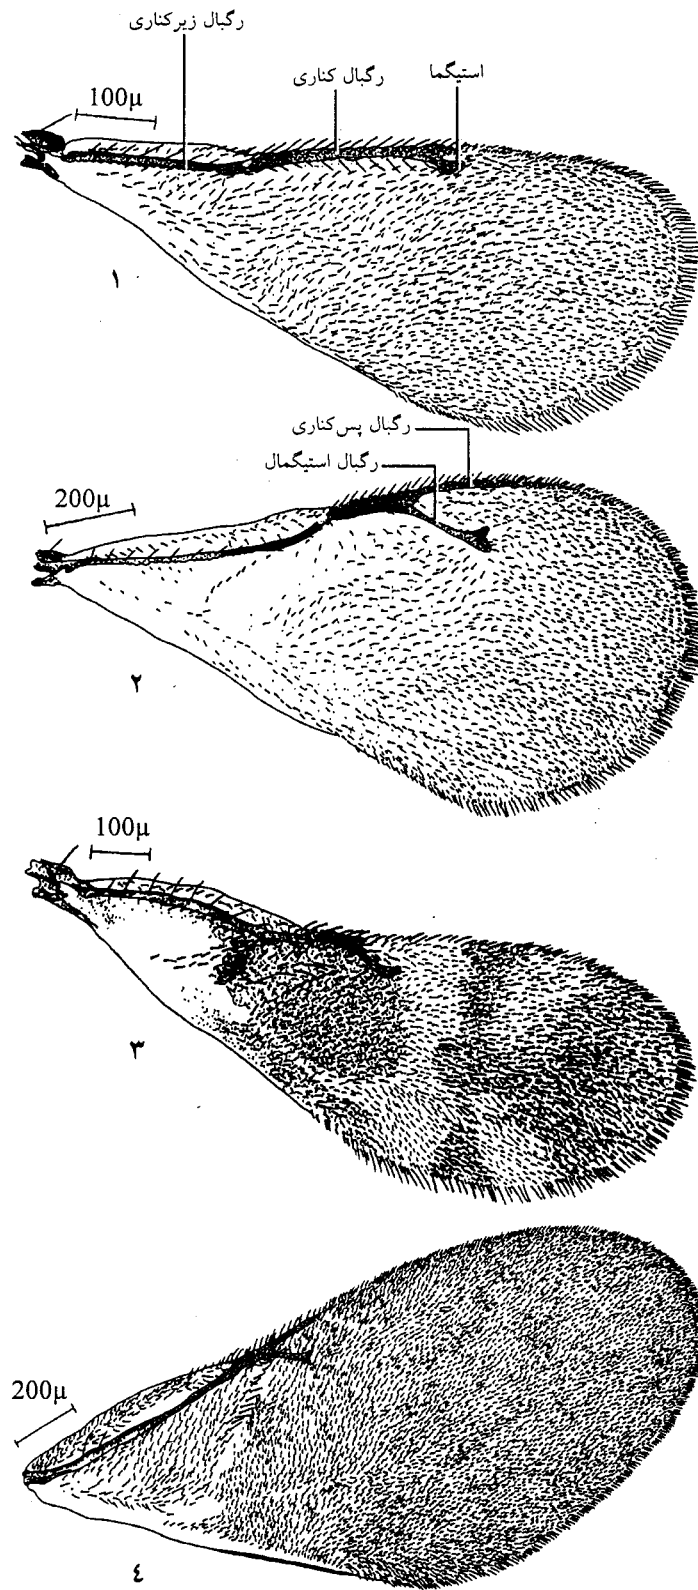 رگبال زیرکناری
رگبال کناری
استیگما
100µ
۱
رگبال پس‌کناری
رگبال استیگمال
200µ
۲
100µ
۳
200µ
٤